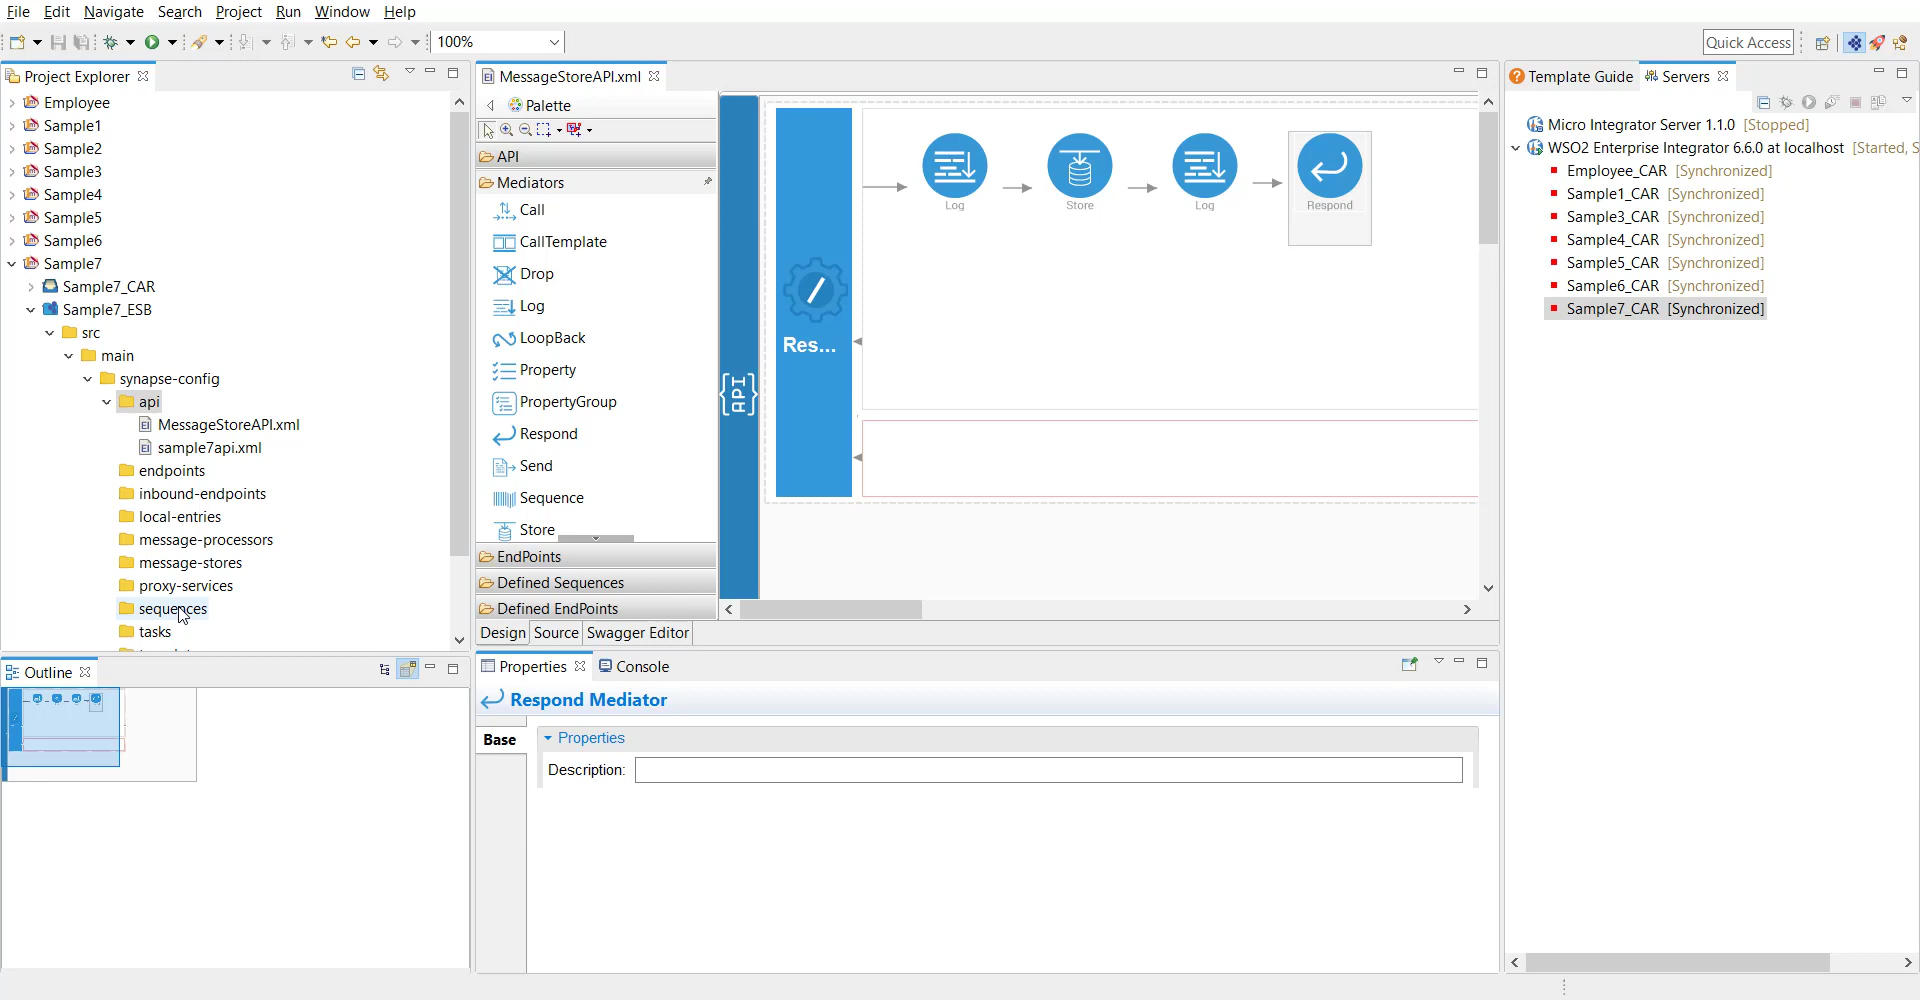 File Edit Navigate Search Project Run Window Help
100%
Quick Access
Project Explorer
Employee
Sample1
Sample2
Sample3
Sample4
Sample5
Sample6
Sample7
Sample7_CAR
Sample7_ESB
src
main
synapse-config
api
MessageStoreAPI.xml
sample7api.xml
endpoints
inbound-endpoints
local-entries
message-processors
message-stores
proxy-services
sequences
tasks
Outline
MessageStoreAPI.xml
Palette
API
Mediators
Call
CallTemplate
Drop
Log
LoopBack
Property
PropertyGroup
Respond
Send
Sequence
Store
EndPoints
Defined Sequences
Defined EndPoints
{API}
Res...
Log
Store
Log
Respond
Design Source Swagger Editor
Properties Console
Respond Mediator
Base
Properties
Description:
Template Guide Servers
Micro Integrator Server 1.1.0 [Stopped]
WSO2 Enterprise Integrator 6.6.0 at localhost [Started, S
Employee_CAR [Synchronized]
Sample1_CAR [Synchronized]
Sample3_CAR [Synchronized]
Sample4_CAR [Synchronized]
Sample5_CAR [Synchronized]
Sample6_CAR [Synchronized]
Sample7_CAR [Synchronized]